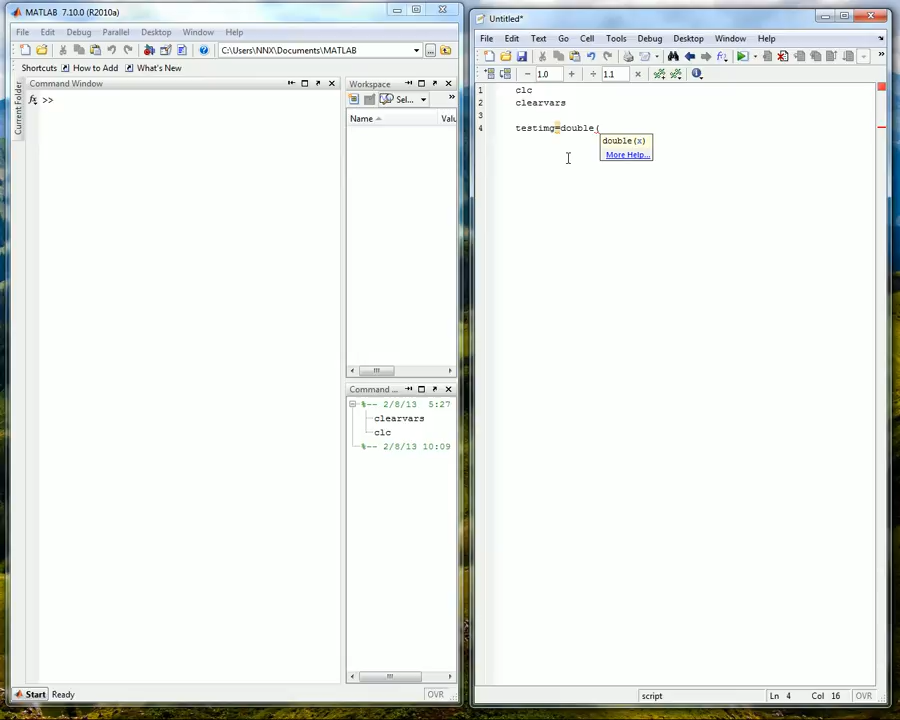 MATLAB 7.10.0 (R2010a)
File Edit Debug Parallel Desktop Window Help
C:\Users\NNX\Documents\MATLAB
...
Shortcuts How to Add What's New
Current Folder
Command Window
fx >>
Workspace
Sel...
Name Valu
Command ...
%-- 2/8/13 5:27
clearvars
clc
%-- 2/8/13 10:09
Start Ready
OVR
Untitled*
File Edit Text Go Cell Tools Debug Desktop Window Help
1.0 + ÷ 1.1 ×
1 clc
2 clearvars
3
4 testimg=double(
double(x)
More Help...
script Ln 4 Col 16 OVR